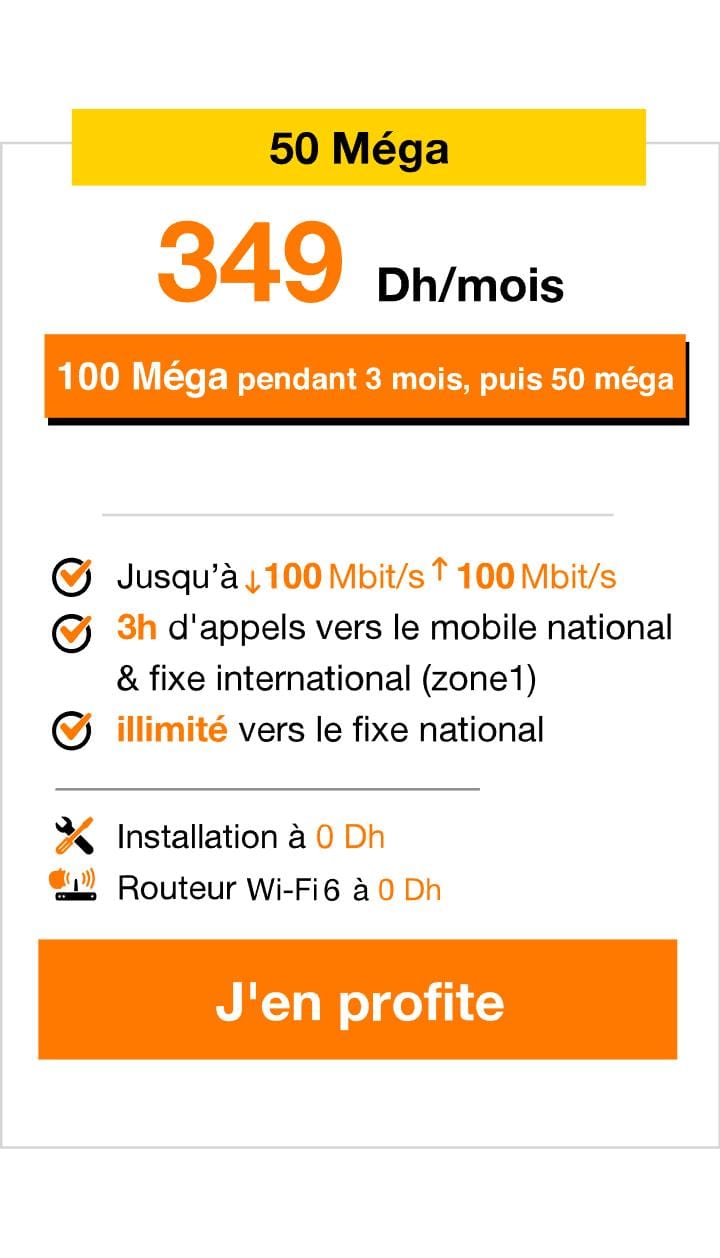 50 Méga
349 Dh/mois
100 Méga pendant 3 mois, puis 50 méga
Jusqu’à ↓100 Mbit/s ↑ 100 Mbit/s
3h d'appels vers le mobile national
& fixe international (zone1)
illimité vers le fixe national
Installation à 0 Dh
Routeur Wi-Fi 6 à 0 Dh
J'en profite